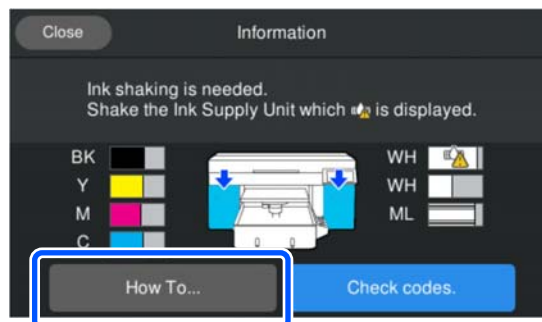 Close
Information
Ink shaking is needed.
Shake the Ink Supply Unit which is displayed.
BK
Y
M
C
WH
WH
ML
How To...
Check codes.